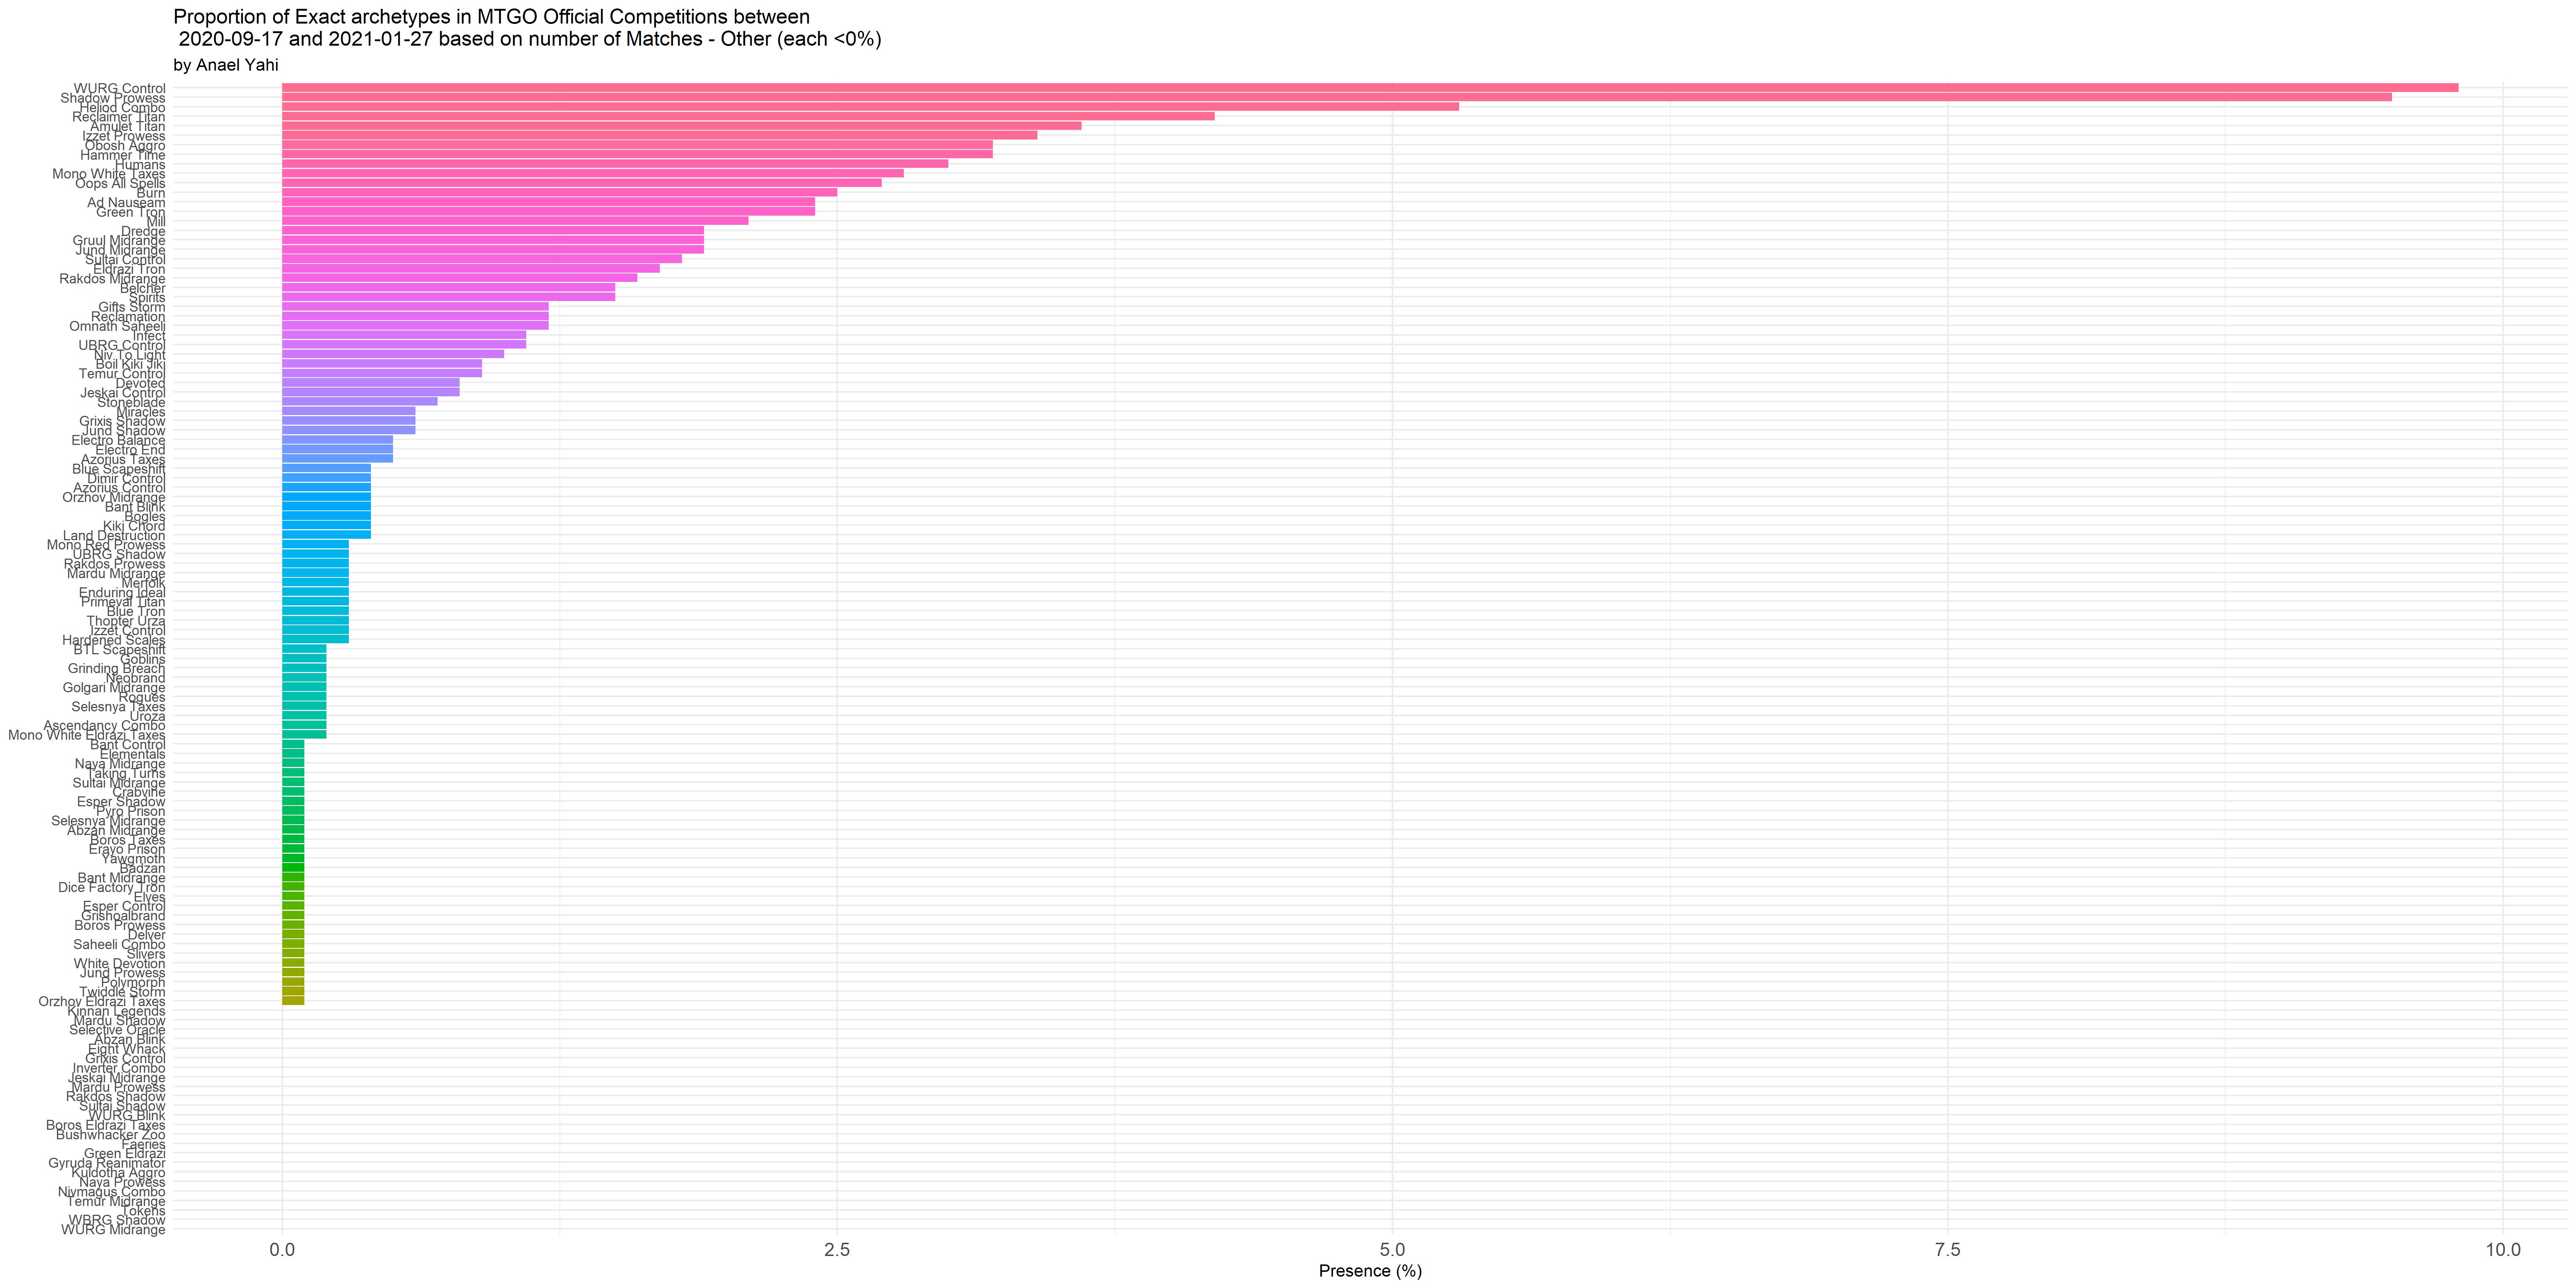 Proportion of Exact archetypes in MTGO Official Competitions between
2020-09-17 and 2021-01-27 based on number of Matches - Other (each <0%)
by Anael Yahi
WURG Control
Shadow Prowess
Heliod Combo
Reclaimer Titan
Amulet Titan
Izzet Prowess
Obosh Aggro
Hammer Time
Humans
Mono White Taxes
Oops All Spells
Burn
Ad Nauseam
Green Tron
Mill
Dredge
Gruul Midrange
Jund Midrange
Sultai Control
Eldrazi Tron
Rakdos Midrange
Belcher
Spirits
Gifts Storm
Reclamation
Omnath Saheeli
Infect
UBRG Control
Niv To Light
Boil Kiki Jiki
Temur Control
Devoted
Jeskai Control
Stoneblade
Miracles
Grixis Shadow
Jund Shadow
Electro Balance
Electro End
Azorius Taxes
Blue Scapeshift
Dimir Control
Azorius Control
Orzhov Midrange
Bant Blink
Bogles
Kiki Chord
Land Destruction
Mono Red Prowess
UBRG Shadow
Rakdos Prowess
Mardu Midrange
Merfolk
Enduring Ideal
Primeval Titan
Blue Tron
Thopter Urza
Izzet Control
Hardened Scales
BTL Scapeshift
Goblins
Grinding Breach
Neobrand
Golgari Midrange
Rogues
Selesnya Taxes
Uroza
Ascendancy Combo
Mono White Eldrazi Taxes
Bant Control
Elementals
Naya Midrange
Taking Turns
Sultai Midrange
Crabvine
Esper Shadow
Pyro Prison
Selesnya Midrange
Abzan Midrange
Boros Taxes
Erayo Prison
Yawgmoth
Badzan
Bant Midrange
Dice Factory Tron
Elves
Esper Control
Grishoalbrand
Boros Prowess
Delver
Saheeli Combo
Slivers
White Devotion
Jund Prowess
Polymorph
Twiddle Storm
Orzhov Eldrazi Taxes
Kinnan Legends
Mardu Shadow
Selective Oracle
Abzan Blink
Eight Whack
Grixis Control
Inverter Combo
Jeskai Midrange
Mardu Prowess
Rakdos Shadow
Sultai Shadow
WURG Blink
Boros Eldrazi Taxes
Bushwhacker Zoo
Faeries
Green Eldrazi
Gyruda Reanimator
Kuldotha Aggro
Naya Prowess
Nivmagus Combo
Temur Midrange
Tokens
WBRG Shadow
WURG Midrange
0.0 2.5 5.0 7.5 10.0
Presence (%)